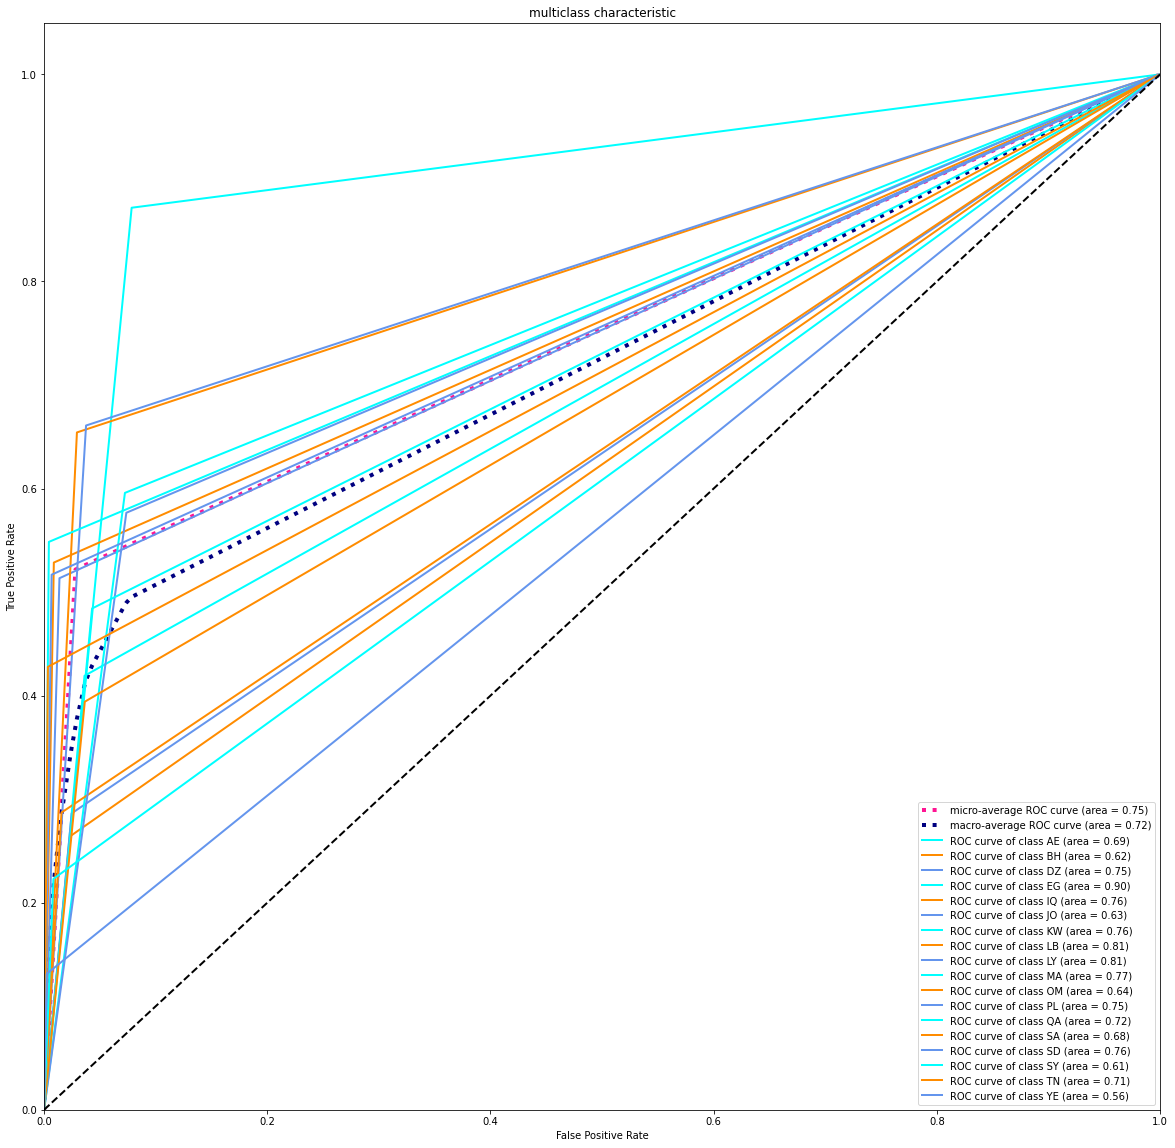 multiclass characteristic
1.0
0.8
0.6
0.4
0.2
0.0
True Positive Rate
0.0
0.2
0.4
0.6
0.8
1.0
False Positive Rate
micro-average ROC curve (area = 0.75)
macro-average ROC curve (area = 0.72)
ROC curve of class AE (area = 0.69)
ROC curve of class BH (area = 0.62)
ROC curve of class DZ (area = 0.75)
ROC curve of class EG (area = 0.90)
ROC curve of class IQ (area = 0.76)
ROC curve of class JO (area = 0.63)
ROC curve of class KW (area = 0.76)
ROC curve of class LB (area = 0.81)
ROC curve of class LY (area = 0.81)
ROC curve of class MA (area = 0.77)
ROC curve of class OM (area = 0.64)
ROC curve of class PL (area = 0.75)
ROC curve of class QA (area = 0.72)
ROC curve of class SA (area = 0.68)
ROC curve of class SD (area = 0.76)
ROC curve of class SY (area = 0.61)
ROC curve of class TN (area = 0.71)
ROC curve of class YE (area = 0.56)